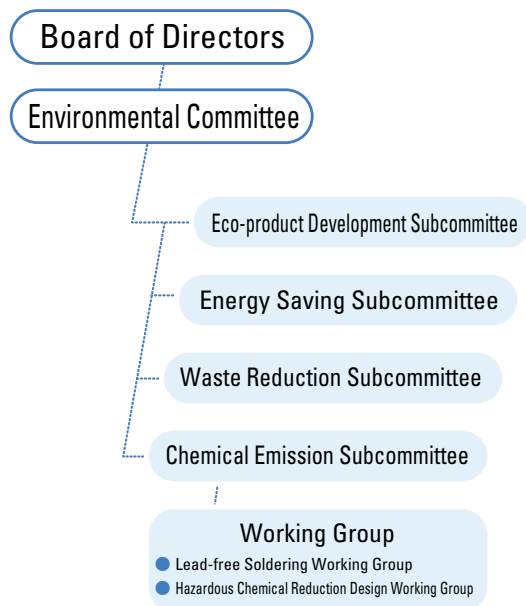 Board of Directors
Environmental Committee
Eco-product Development Subcommittee
Energy Saving Subcommittee
Waste Reduction Subcommittee
Chemical Emission Subcommittee
Working Group
● Lead-free Soldering Working Group
● Hazardous Chemical Reduction Design Working Group